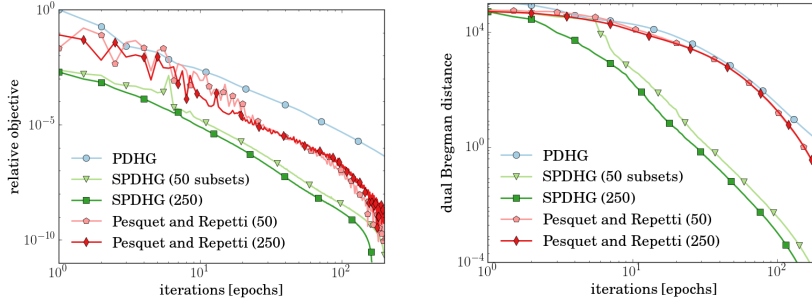 10^0
10^-5
10^-10
relative objective
PDHG
SPDHG (50 subsets)
SPDHG (250)
Pesquet and Repetti (50)
Pesquet and Repetti (250)
10^0
10^1
10^2
iterations [epochs]
10^4
10^0
10^-4
dual Bregman distance
PDHG
SPDHG (50 subsets)
SPDHG (250)
Pesquet and Repetti (50)
Pesquet and Repetti (250)
10^0
10^1
10^2
iterations [epochs]